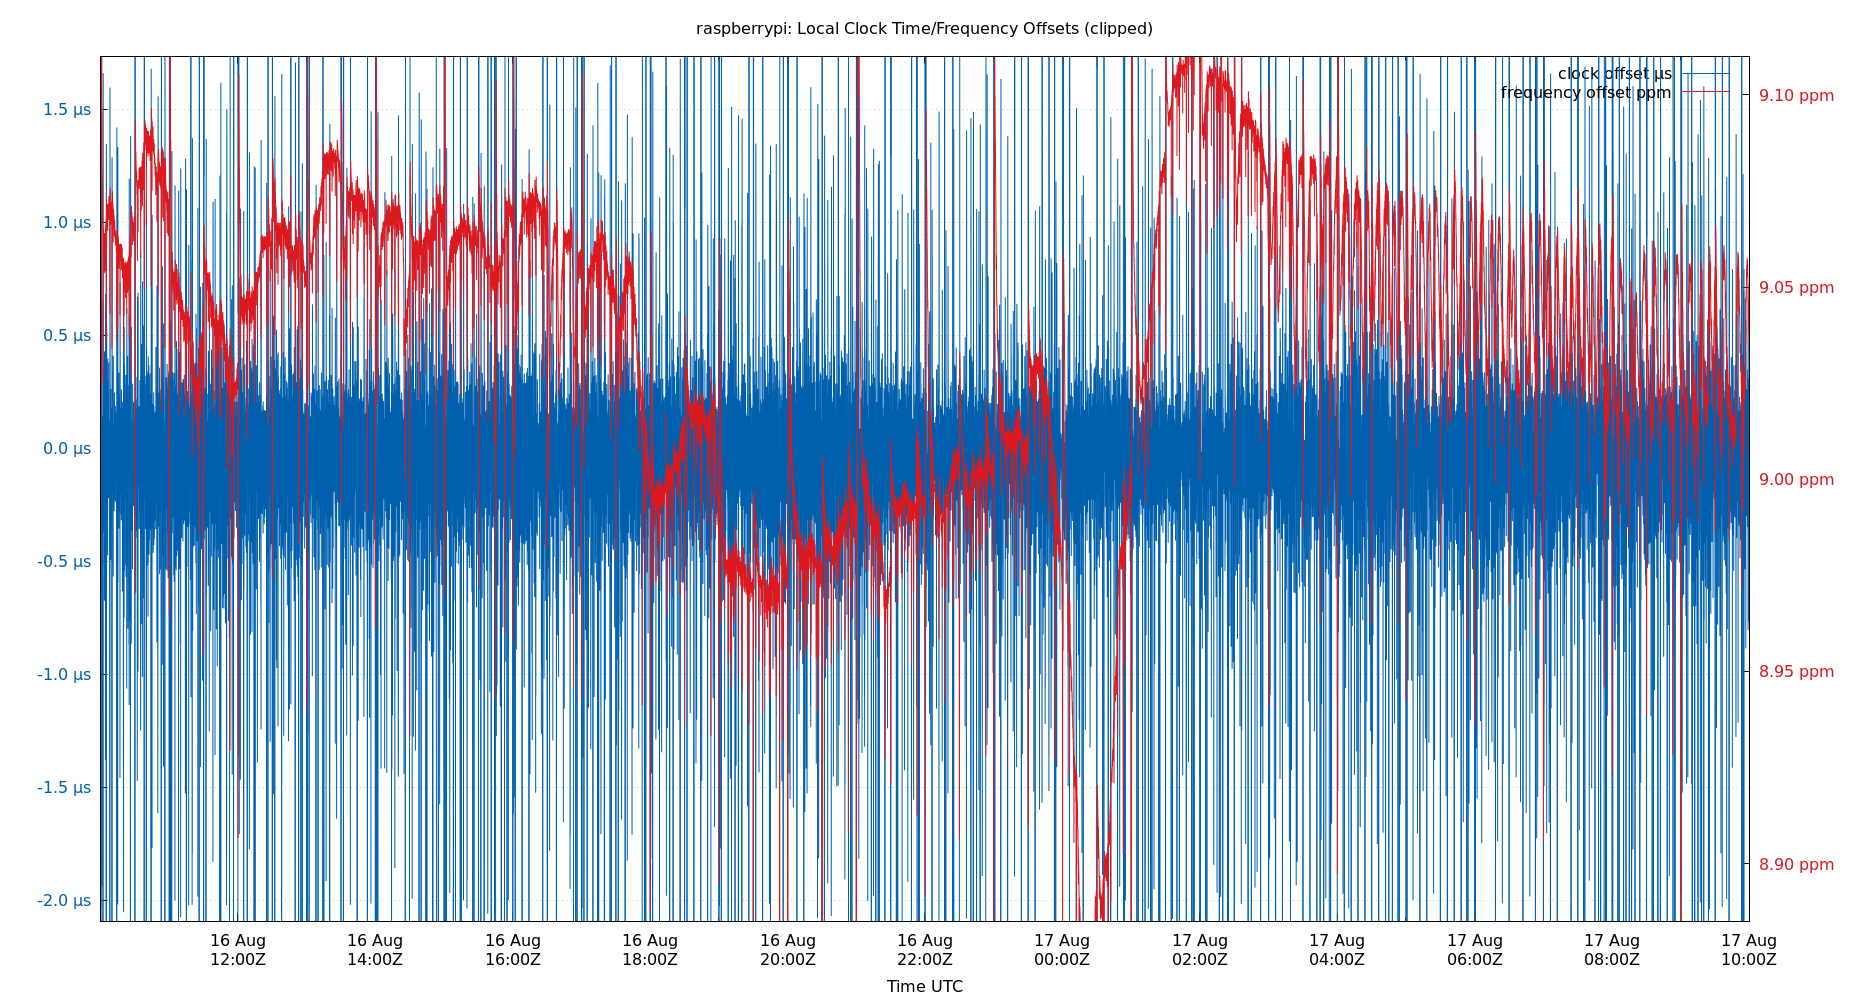 raspberrypi: Local Clock Time/Frequency Offsets (clipped)
clock offset µs
frequency offset ppm
1.5 µs
1.0 µs
0.5 µs
0.0 µs
-0.5 µs
-1.0 µs
-1.5 µs
-2.0 µs
9.10 ppm
9.05 ppm
9.00 ppm
8.95 ppm
8.90 ppm
16 Aug 16 Aug 16 Aug 16 Aug 16 Aug 16 Aug 17 Aug 17 Aug 17 Aug 17 Aug 17 Aug 17 Aug
12:00Z 14:00Z 16:00Z 18:00Z 20:00Z 22:00Z 00:00Z 02:00Z 04:00Z 06:00Z 08:00Z 10:00Z
Time UTC